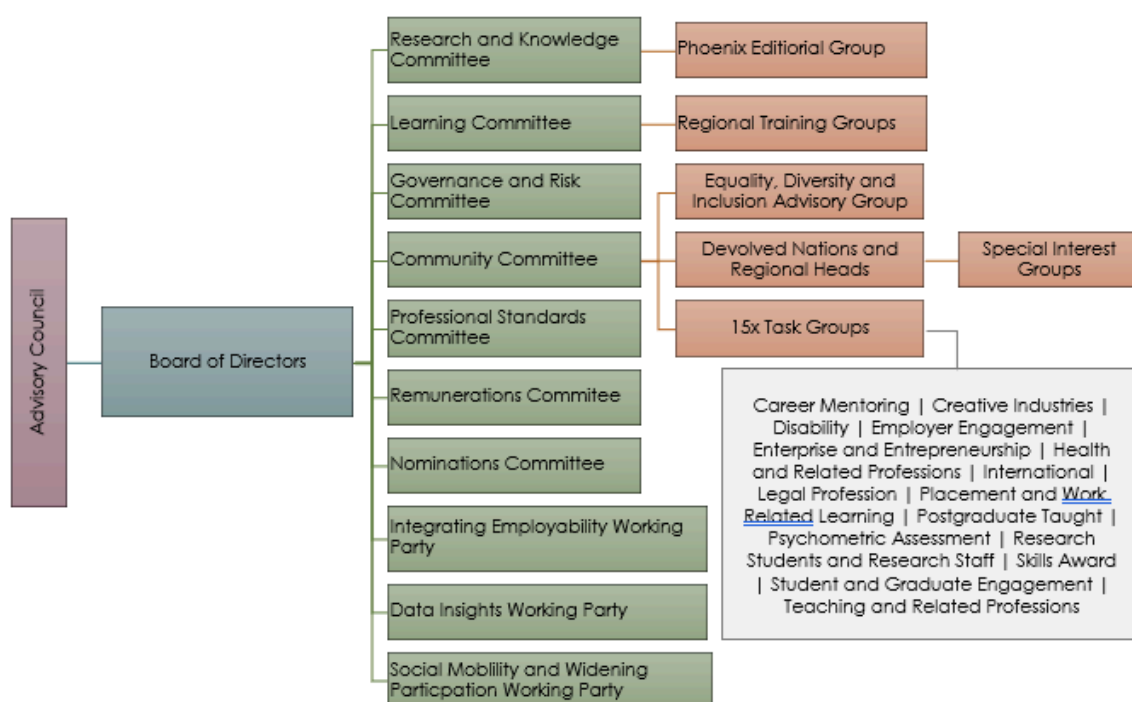 Advisory Council
Board of Directors
Research and Knowledge
Committee
Learning Committee
Governance and Risk
Committee
Community Committee
Professional Standards
Committee
Remunerations Commitee
Nominations Committee
Integrating Employability Working
Party
Data Insights Working Party
Social Moblility and Widening
Particpation Working Party
Phoenix Editiorial Group
Regional Training Groups
Equality, Diversity and
Inclusion Advisory Group
Devolved Nations and
Regional Heads
15x Task Groups
Special Interest
Groups
Career Mentoring | Creative Industries |
Disability | Employer Engagement |
Enterprise and Entrepreneurship | Health
and Related Professions | International |
Legal Profession | Placement and Work
Related Learning | Postgraduate Taught |
Psychometric Assessment | Research
Students and Research Staff | Skills Award
| Student and Graduate Engagement |
Teaching and Related Professions